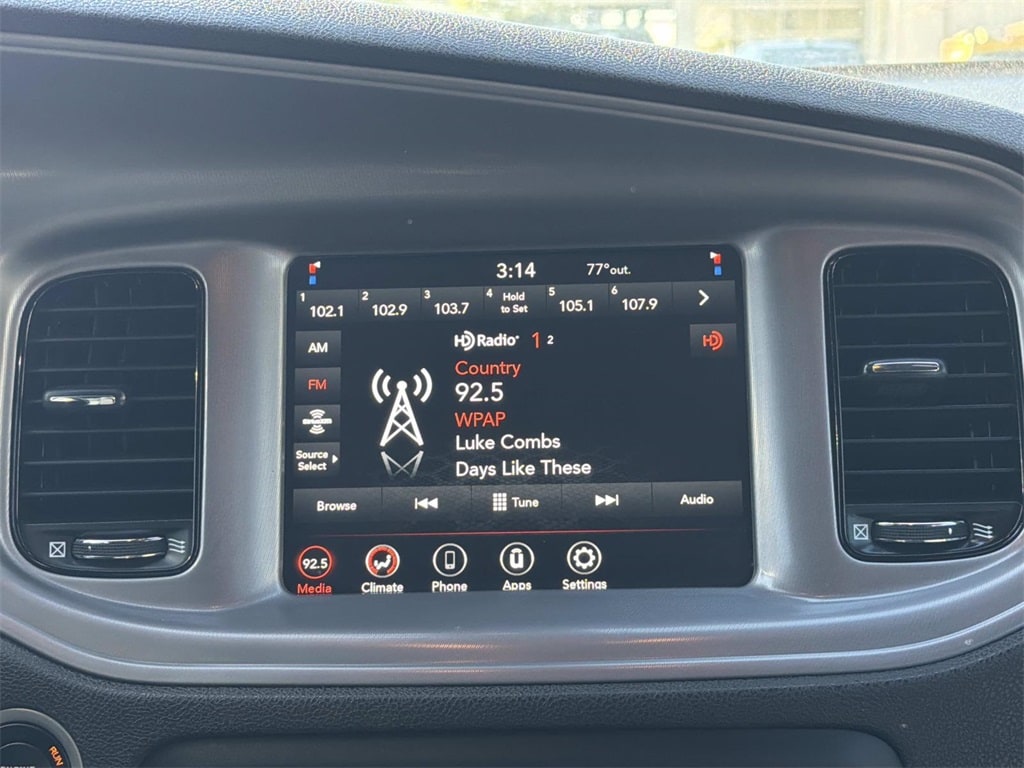 3:14 77°out.
1 102.1 2 102.9 3 103.7 4 Hold to Set 5 105.1 6 107.9
AM
HD Radio 1 2
HD
FM
Country
92.5
WPAP
Luke Combs
Days Like These
Source
Select
Browse Tune Audio
92.5
Media Climate Phone Apps Settings
RUN